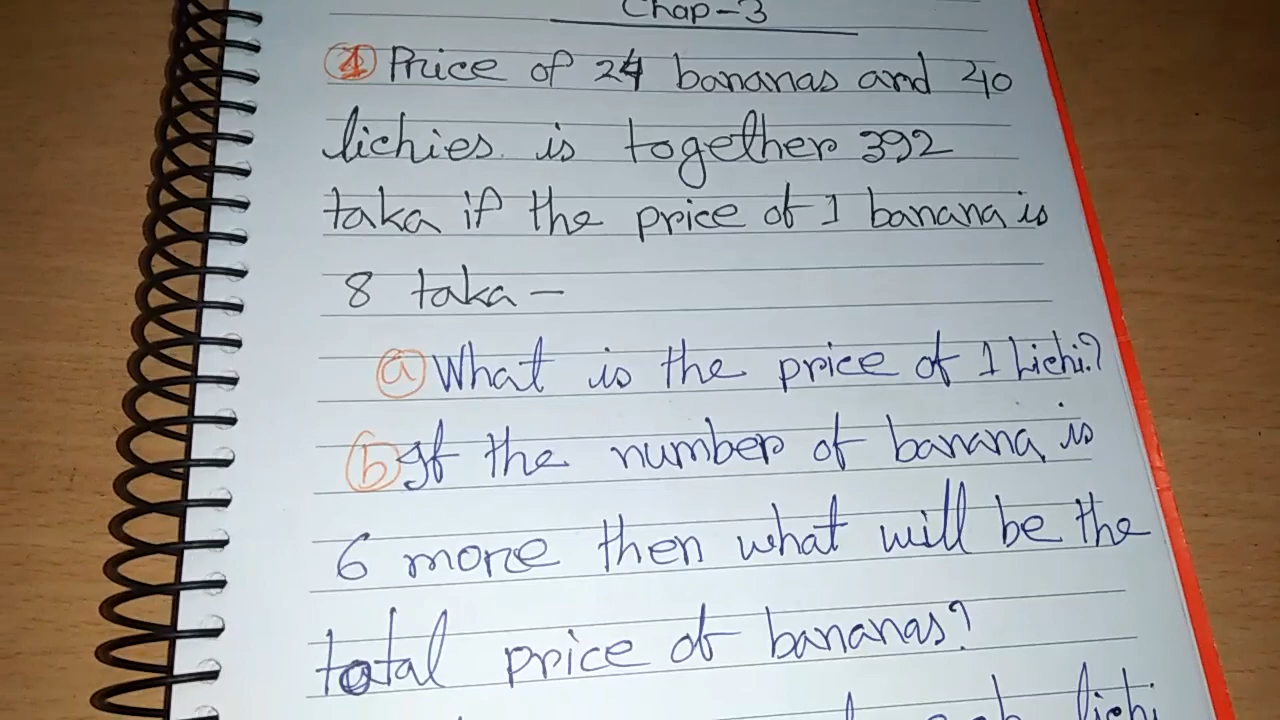 Chap-3
① Price of 24 bananas and 40
lichies. is together 392
taka if the price of 1 banana is
8 taka-
ⓐ What is the price of 1 Lichi?
ⓑ If the number of banana is
6 more then what will be the
total price of bananas?
lichi